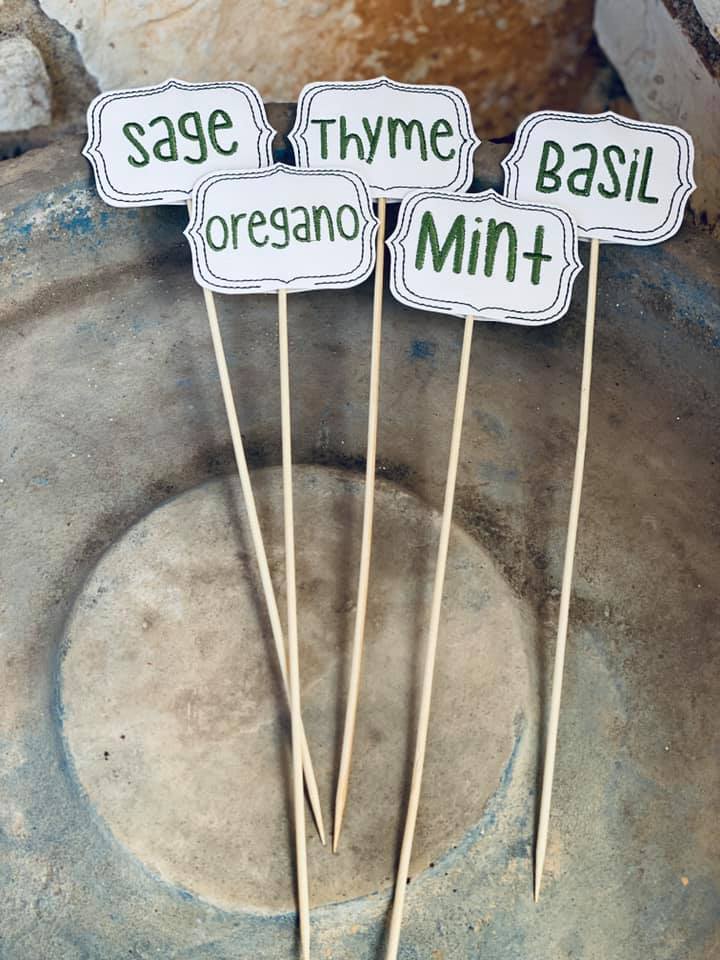 sage
Thyme
Basil
oregano
Mint